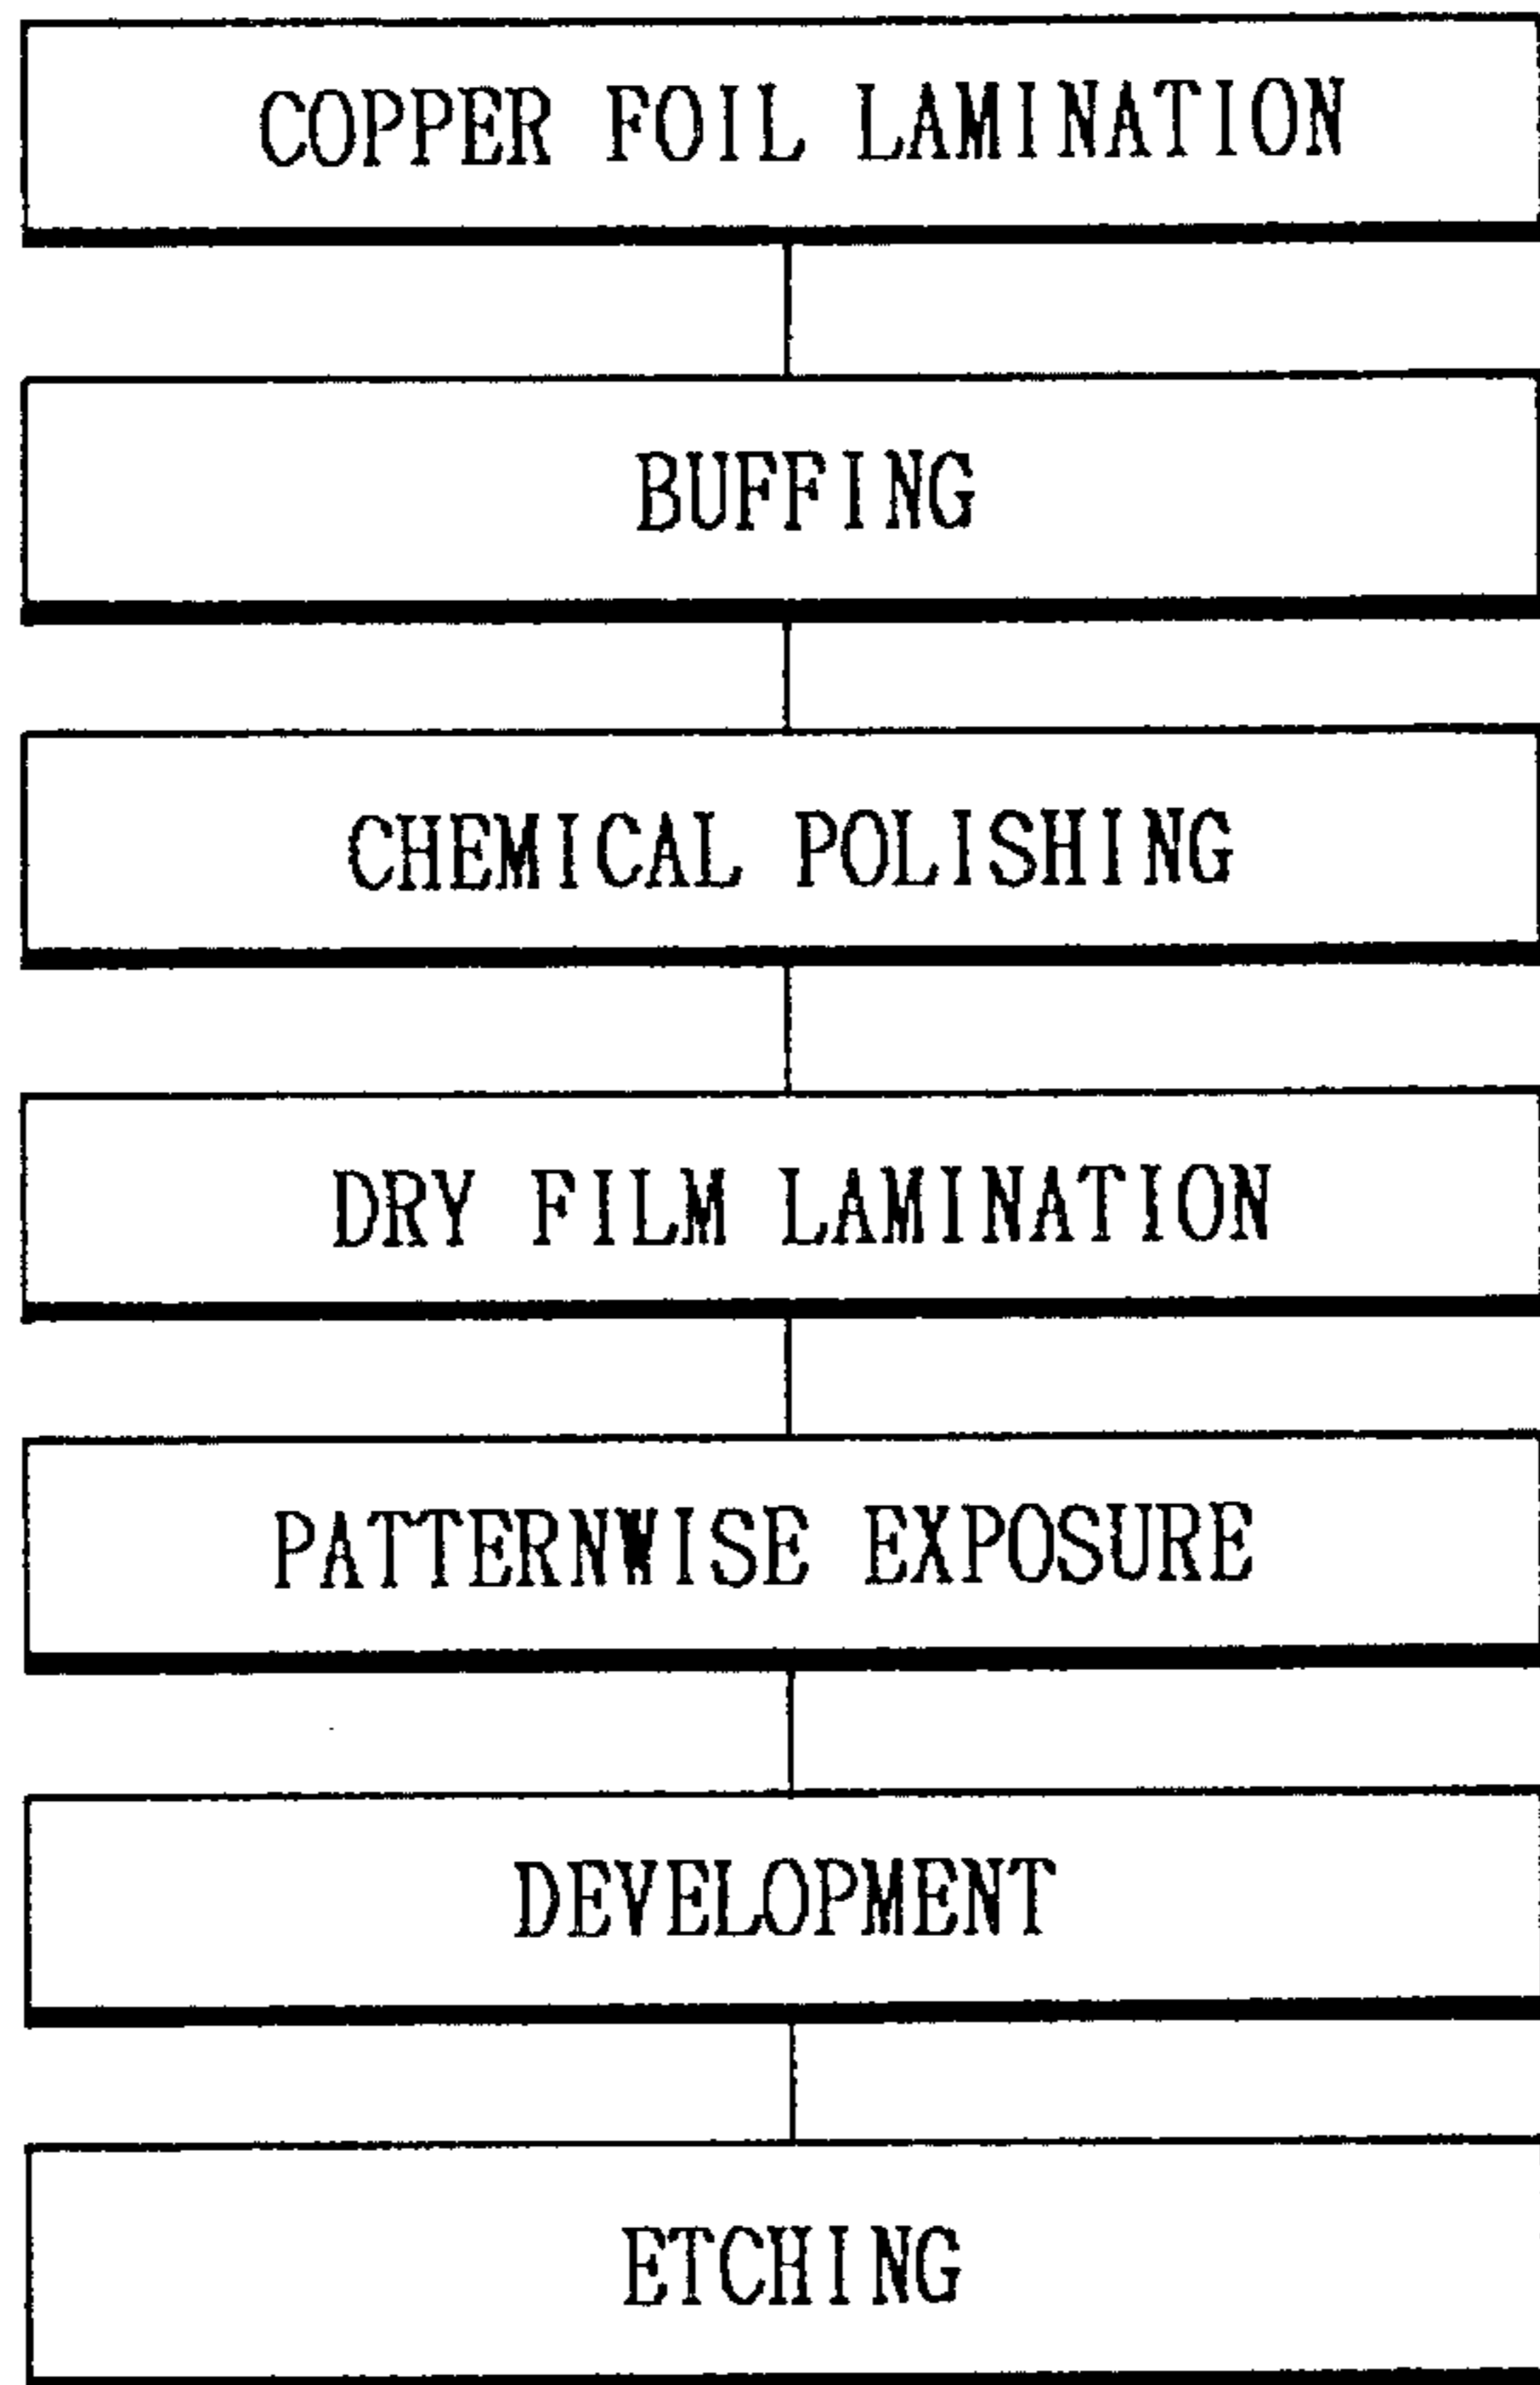 COPPER FOIL LAMINATION
BUFFING
CHEMICAL POLISHING
DRY FILM LAMINATION
PATTERNWISE EXPOSURE
DEVELOPMENT
ETCHING